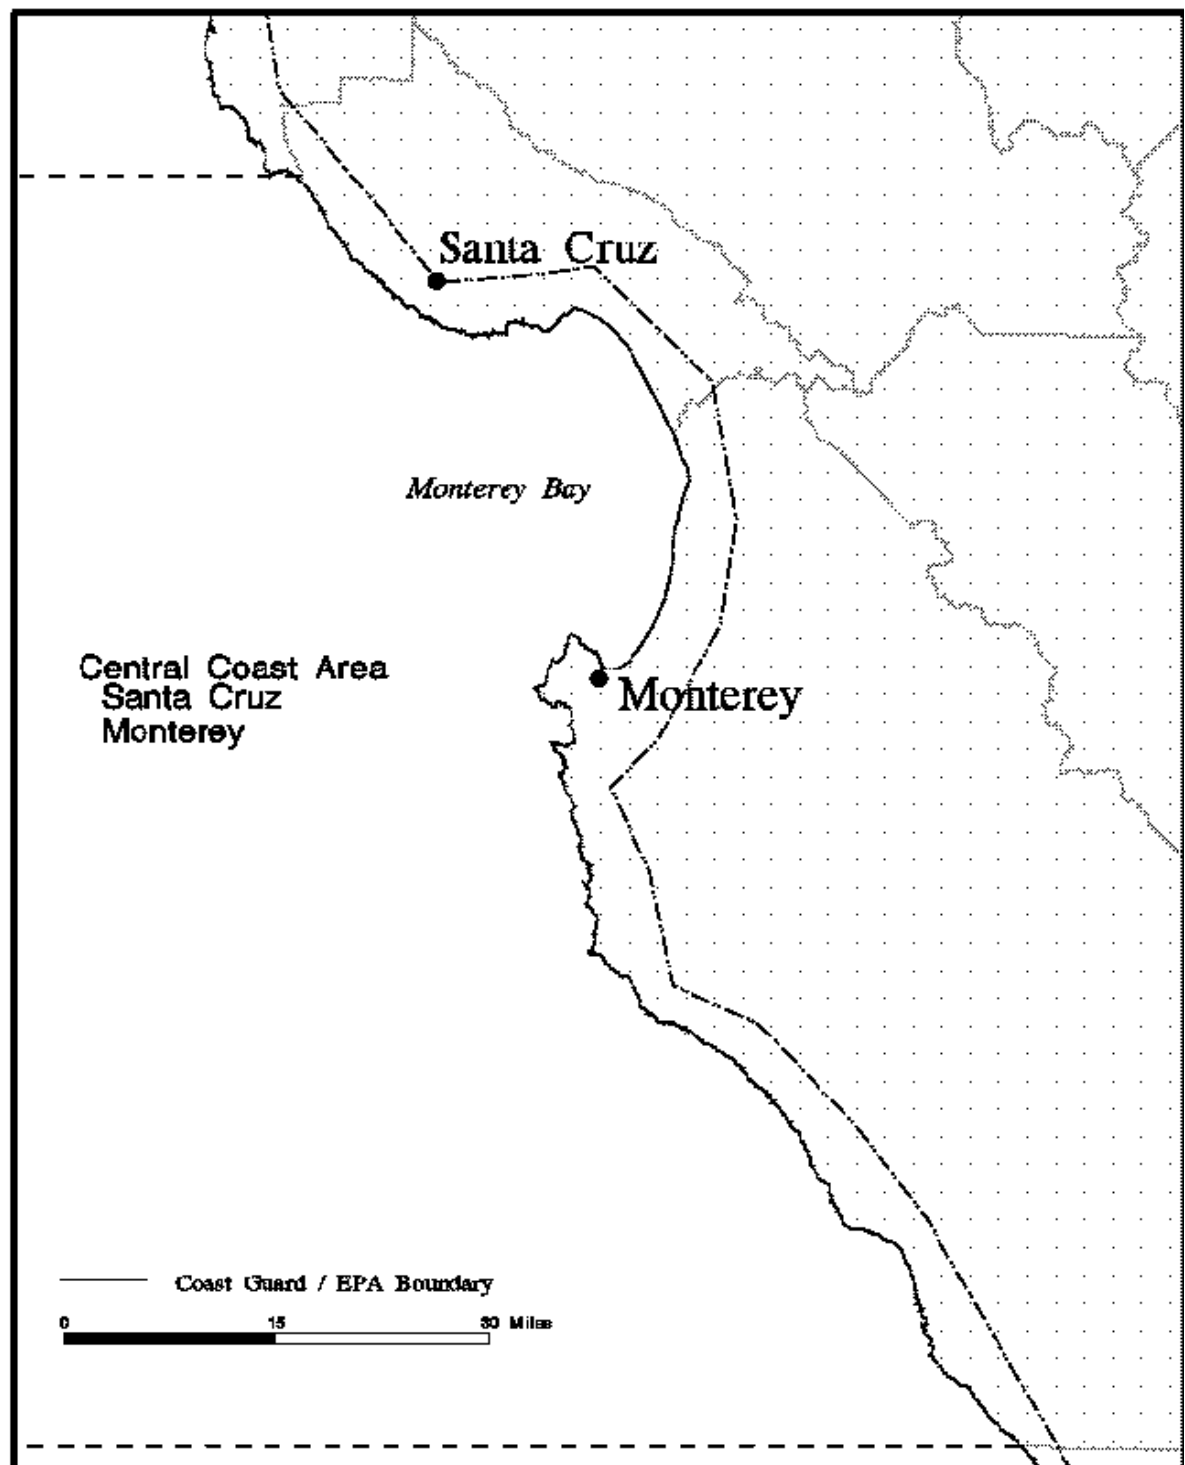 Santa Cruz
Monterey Bay
Central Coast Area
Santa Cruz
Monterey
Monterey
Coast Guard / EPA Boundary
0 15 30 Miles